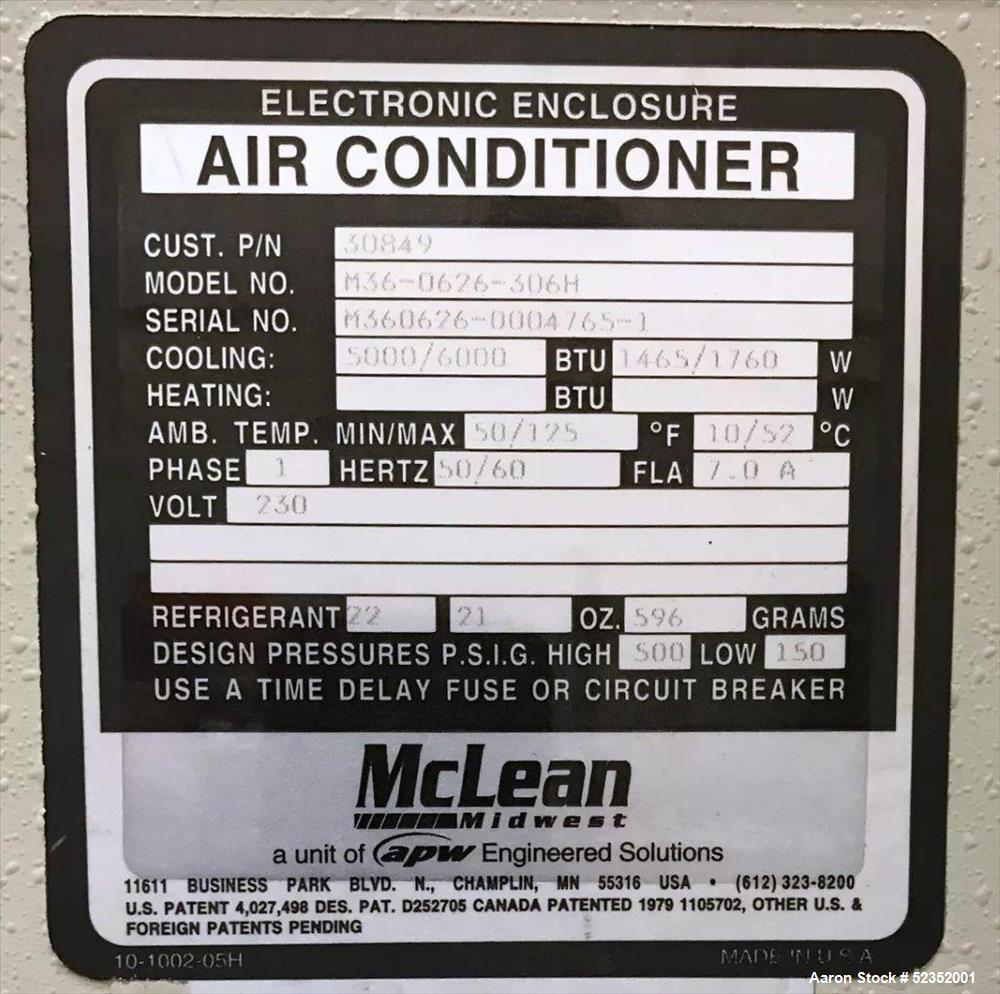 ELECTRONIC ENCLOSURE
AIR CONDITIONER
CUST. P/N 30849
MODEL NO. M36-0626-306H
SERIAL NO. M360626-0004765-1
COOLING: 5000/6000 BTU 1465/1760 W
HEATING: BTU W
AMB. TEMP. MIN/MAX 50/125 °F 10/52 °C
PHASE 1 HERTZ 50/60 FLA 7.0 A
VOLT 230
REFRIGERANT 22 21 OZ. 596 GRAMS
DESIGN PRESSURES P.S.I.G. HIGH 500 LOW 150
USE A TIME DELAY FUSE OR CIRCUIT BREAKER
McLean
Midwest
a unit of apw Engineered Solutions
11611 BUSINESS PARK BLVD. N., CHAMPLIN, MN 55316 USA • (612) 323-8200
U.S. PATENT 4,027,498 DES. PAT. D252705 CANADA PATENTED 1979 1105702, OTHER U.S. &
FOREIGN PATENTS PENDING
10-1002-05H MADE IN U S A
Aaron Stock # 52352001